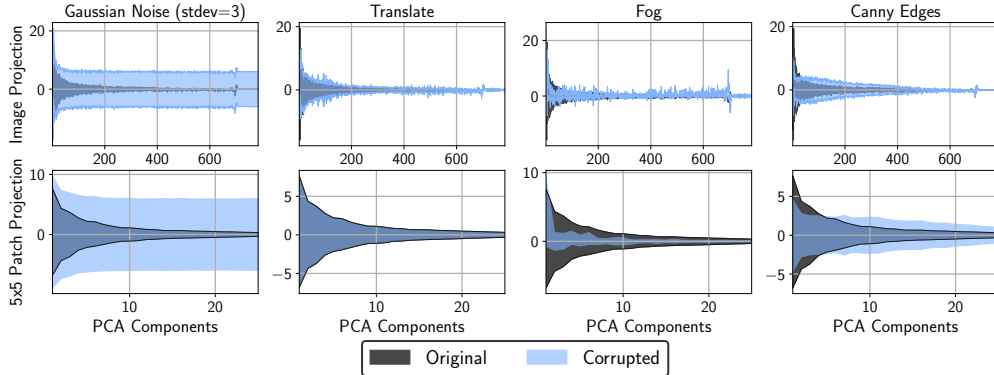 Gaussian Noise (stdev=3) Translate Fog Canny Edges
Image Projection
20
0
200 400 600
200 400 600
20
0
200 400 600
20
0
200 400 600
5x5 Patch Projection
10
0
10 20
5
0
−5
10 20
10
0
10 20
5
0
−5
10 20
PCA Components PCA Components PCA Components PCA Components
Original Corrupted